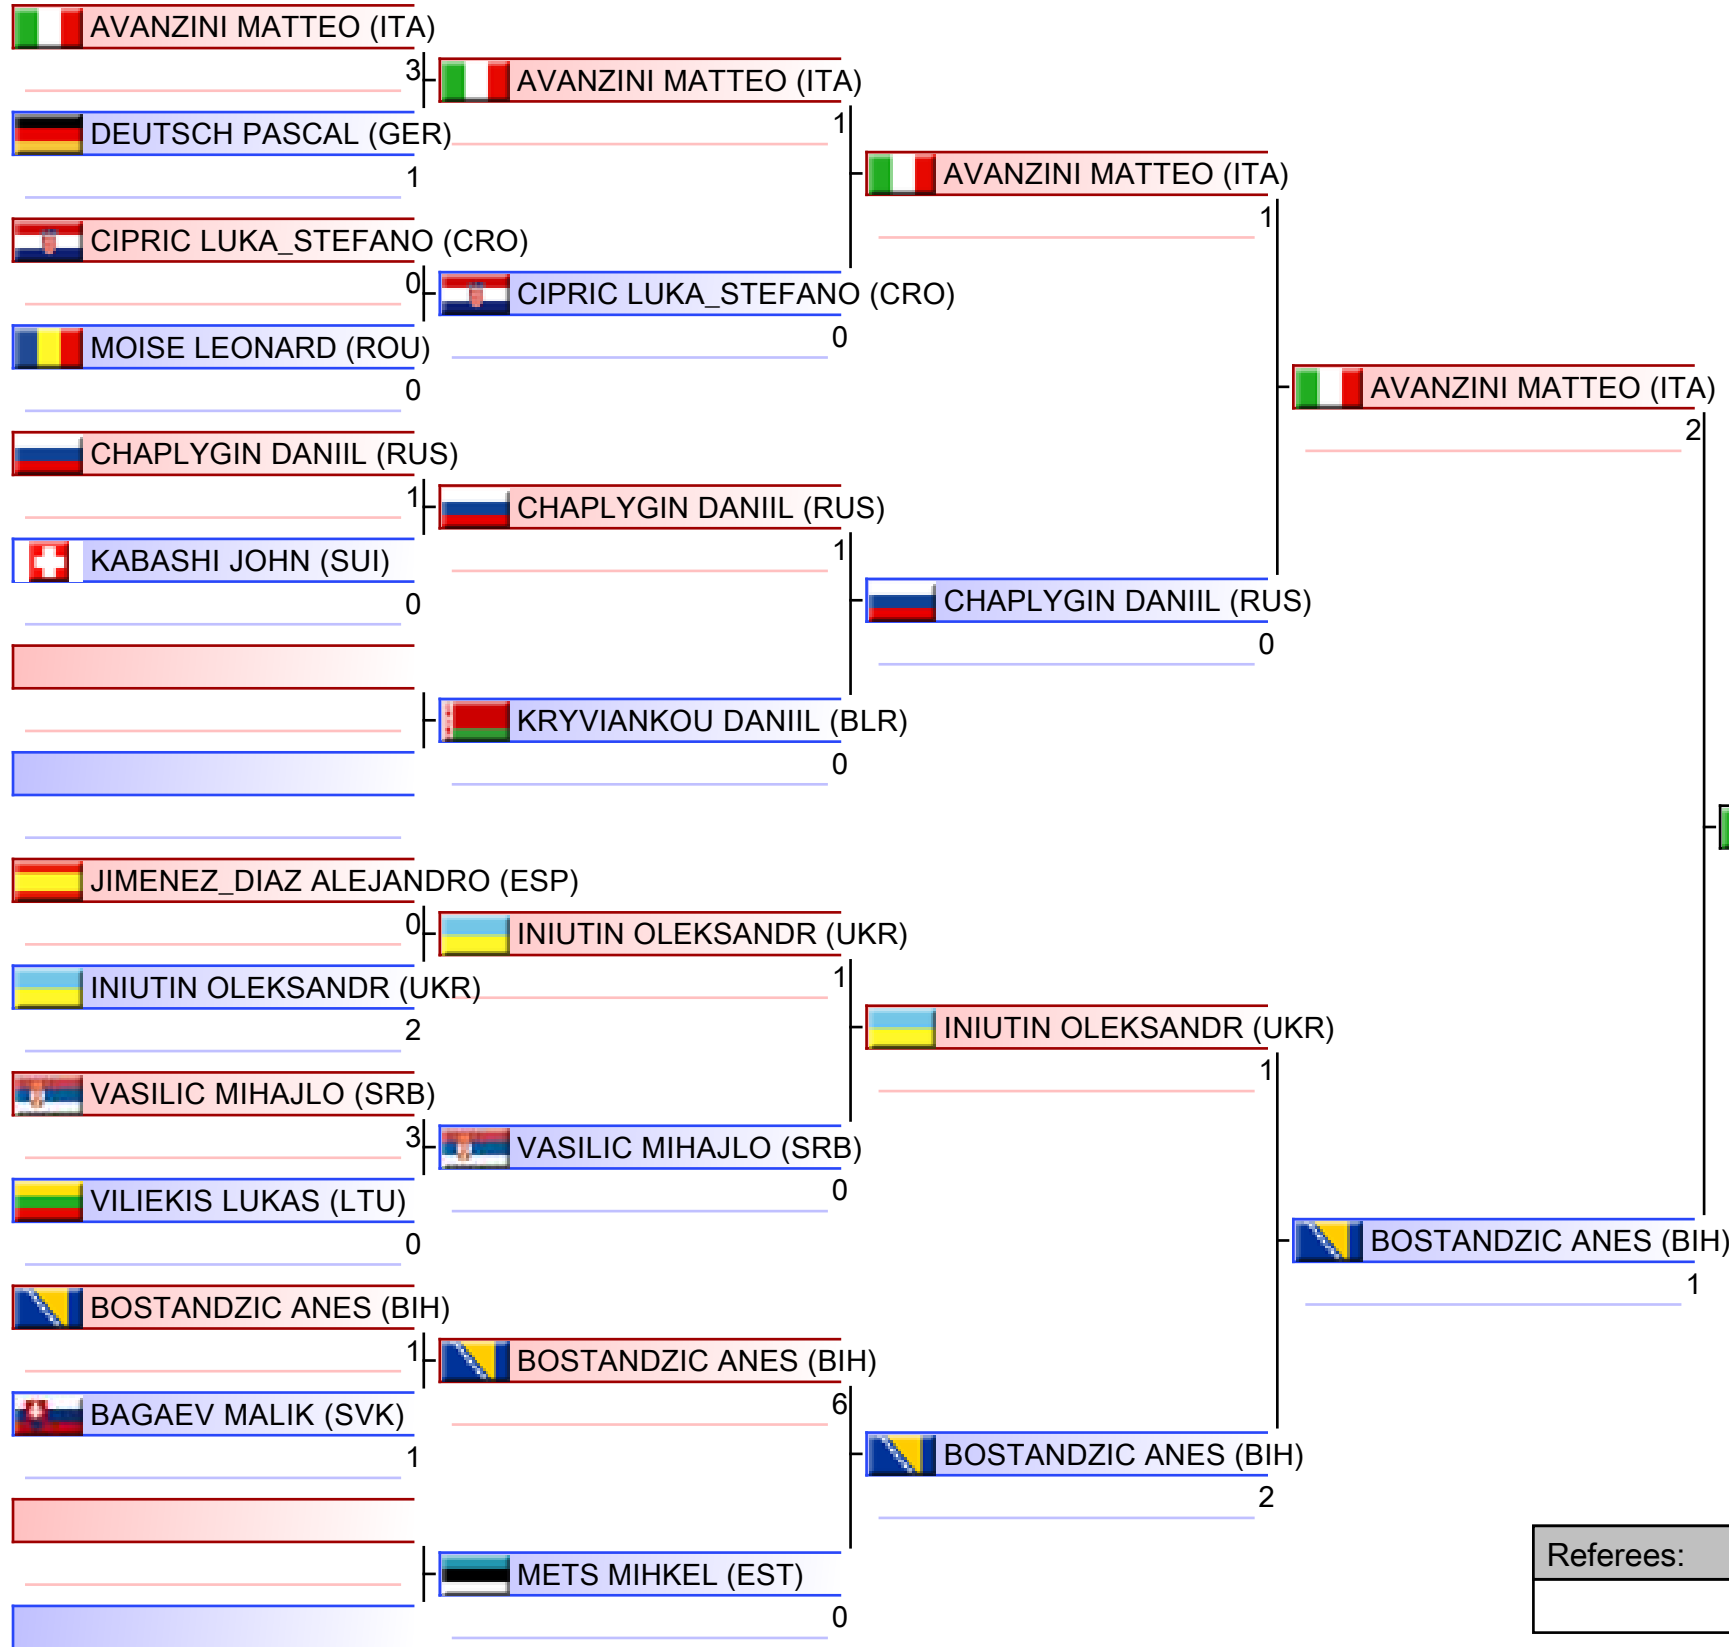 AVANZINI MATTEO (ITA)
3
DEUTSCH PASCAL (GER)
1
CIPRIC LUKA_STEFANO (CRO)
0
MOISE LEONARD (ROU)
0
CHAPLYGIN DANIIL (RUS)
1
KABASHI JOHN (SUI)
0
JIMENEZ_DIAZ ALEJANDRO (ESP)
0
INIUTIN OLEKSANDR (UKR)
2
VASILIC MIHAJLO (SRB)
3
VILIEKIS LUKAS (LTU)
0
BOSTANDZIC ANES (BIH)
1
BAGAEV MALIK (SVK)
1
AVANZINI MATTEO (ITA)
1
CIPRIC LUKA_STEFANO (CRO)
0
CHAPLYGIN DANIIL (RUS)
1
KRYVIANKOU DANIIL (BLR)
0
INIUTIN OLEKSANDR (UKR)
1
VASILIC MIHAJLO (SRB)
0
BOSTANDZIC ANES (BIH)
6
METS MIHKEL (EST)
0
AVANZINI MATTEO (ITA)
1
CHAPLYGIN DANIIL (RUS)
0
INIUTIN OLEKSANDR (UKR)
1
BOSTANDZIC ANES (BIH)
2
AVANZINI MATTEO (ITA)
2
BOSTANDZIC ANES (BIH)
1
Referees: